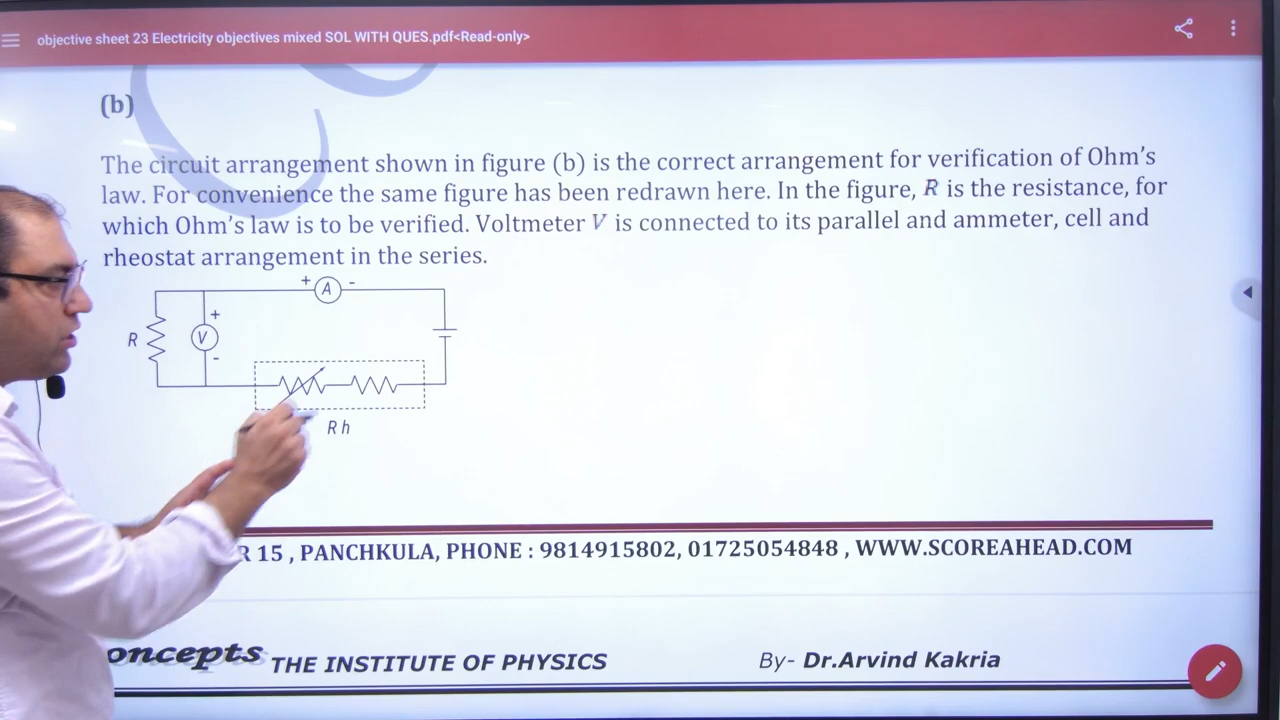 objective sheet 23 Electricity objectives mixed SOL WITH QUES.pdf<Read-only>
(b)
The circuit arrangement shown in figure (b) is the correct arrangement for verification of Ohm's
law. For convenience the same figure has been redrawn here. In the figure, R is the resistance, for
which Ohm's law is to be verified. Voltmeter V is connected to its parallel and ammeter, cell and
rheostat arrangement in the series.
+ A -
+
R V
-
Rh
R 15 , PANCHKULA, PHONE : 9814915802, 01725054848 , WWW.SCOREAHEAD.COM
oncepts THE INSTITUTE OF PHYSICS By- Dr.Arvind Kakria